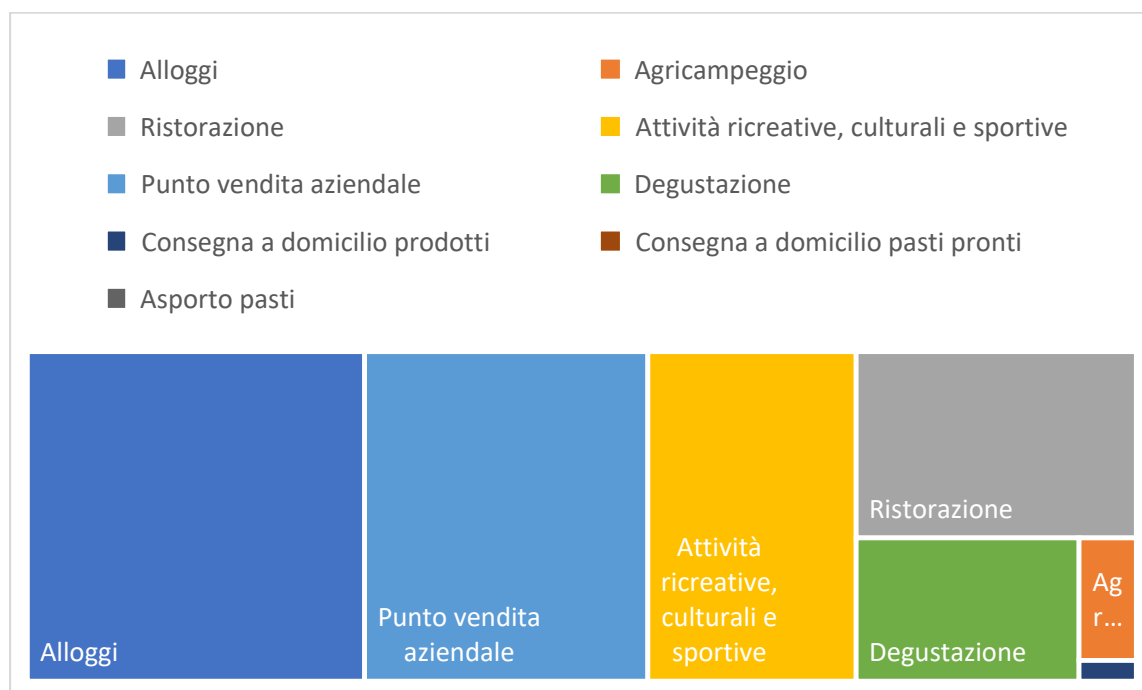 Alloggi
Agricampeggio
Ristorazione
Attività ricreative, culturali e sportive
Punto vendita aziendale
Degustazione
Consegna a domicilio prodotti
Consegna a domicilio pasti pronti
Asporto pasti
Alloggi
Punto vendita
aziendale
Attività
ricreative,
culturali e
sportive
Ristorazione
Degustazione
Ag
r...